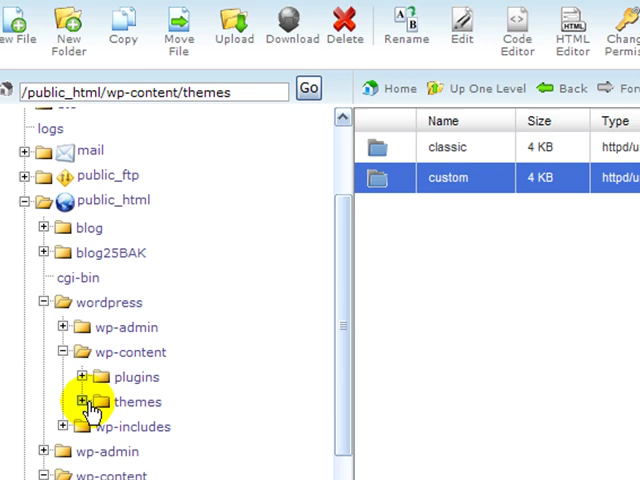 New File
New Folder
Copy
Move File
Upload
Download
Delete
Rename
Edit
Code Editor
HTML Editor
HTML
Chang
Permis
/public_html/wp-content/themes
Go
Home
Up One Level
Back
For
logs
mail
public_ftp
public_html
blog
blog25BAK
cgi-bin
wordpress
wp-admin
wp-content
plugins
themes
wp-includes
wp-admin
wp-content
Name
Size
Type
classic
4 KB
httpd/u
custom
4 KB
httpd/u